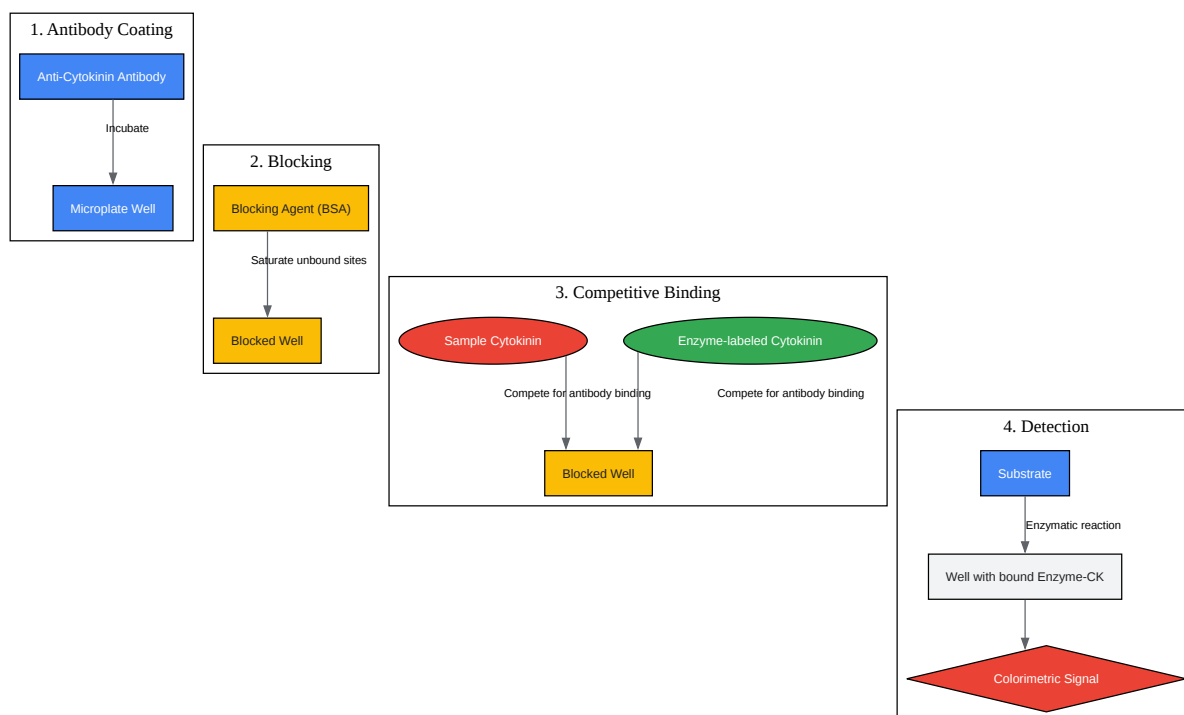 1. Antibody Coating
Anti-Cytokinin Antibody
Incubate
Microplate Well
2. Blocking
Blocking Agent (BSA)
Saturate unbound sites
Blocked Well
3. Competitive Binding
Sample Cytokinin
Enzyme-labeled Cytokinin
Compete for antibody binding
Compete for antibody binding
Blocked Well
4. Detection
Substrate
Enzymatic reaction
Well with bound Enzyme-CK
Colorimetric Signal